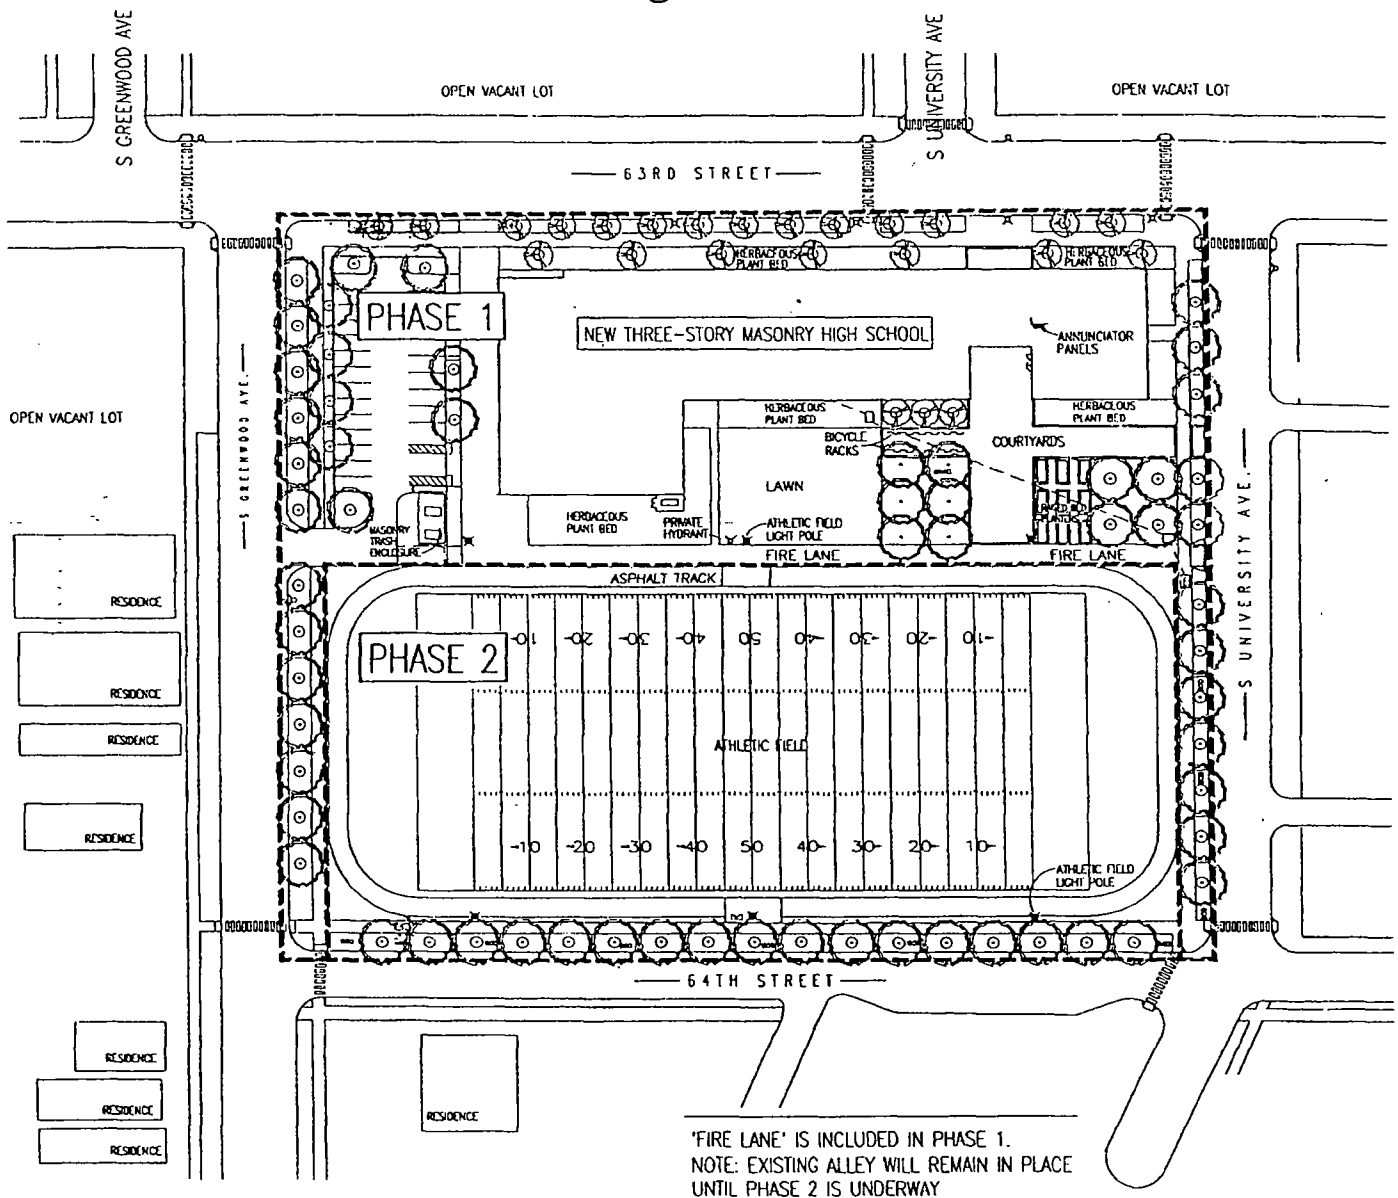 S GREENWOOD AVE
S UNIVERSITY AVE
OPEN VACANT LOT
OPEN VACANT LOT
63RD STREET
HERBACEOUS
PLANT BED
HERBACEOUS
PLANT BED
PHASE 1
NEW THREE-STORY MASONRY HIGH SCHOOL
ANNUNCIATOR
PANELS
S GREENWOOD AVE.
OPEN VACANT LOT
HERBACEOUS
PLANT BED
HERBACEOUS
PLANT BED
BICYCLE
RACKS
COURTYARDS
S UNIVERSITY AVE.
LAWN
RAISED BED
PLANTERS
MASONRY
TRASH
ENCLOSURE
HERBACEOUS
PLANT BED
PRIVATE
HYDRANT
ATHLETIC FIELD
LIGHT POLE
FIRE LANE
FIRE LANE
ASPHALT TRACK
RESIDENCE
PHASE 2
-10 -20- -30- -40- 50 40- -30- -20- 10-
RESIDENCE
RESIDENCE
ATHLETIC FIELD
RESIDENCE
-10 -20 -30 -40- 50 40- 30- 20- 10-
ATHLETIC FIELD
LIGHT POLE
64TH STREET
RESIDENCE
RESIDENCE
RESIDENCE
RESIDENCE
'FIRE LANE' IS INCLUDED IN PHASE 1.
NOTE: EXISTING ALLEY WILL REMAIN IN PLACE
UNTIL PHASE 2 IS UNDERWAY